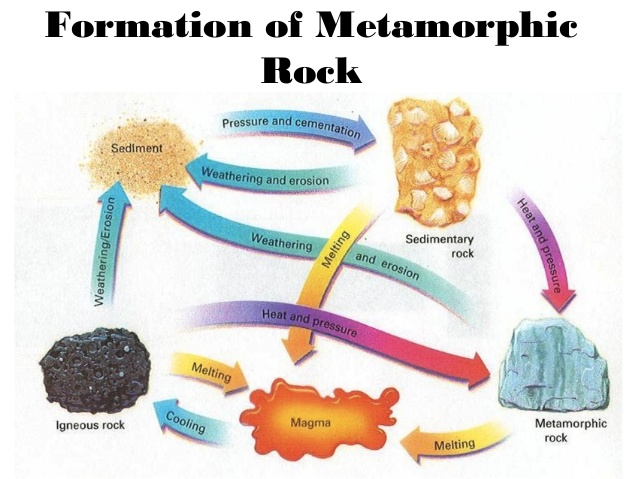 Formation of Metamorphic
Rock
Pressure and cementation
Sediment
Weathering and erosion
Weathering/Erosion
Weathering and erosion
Melting
Sedimentary
rock
Heat and pressure
Heat and pressure
Melting
Igneous rock
Cooling
Magma
Melting
Metamorphic
rock